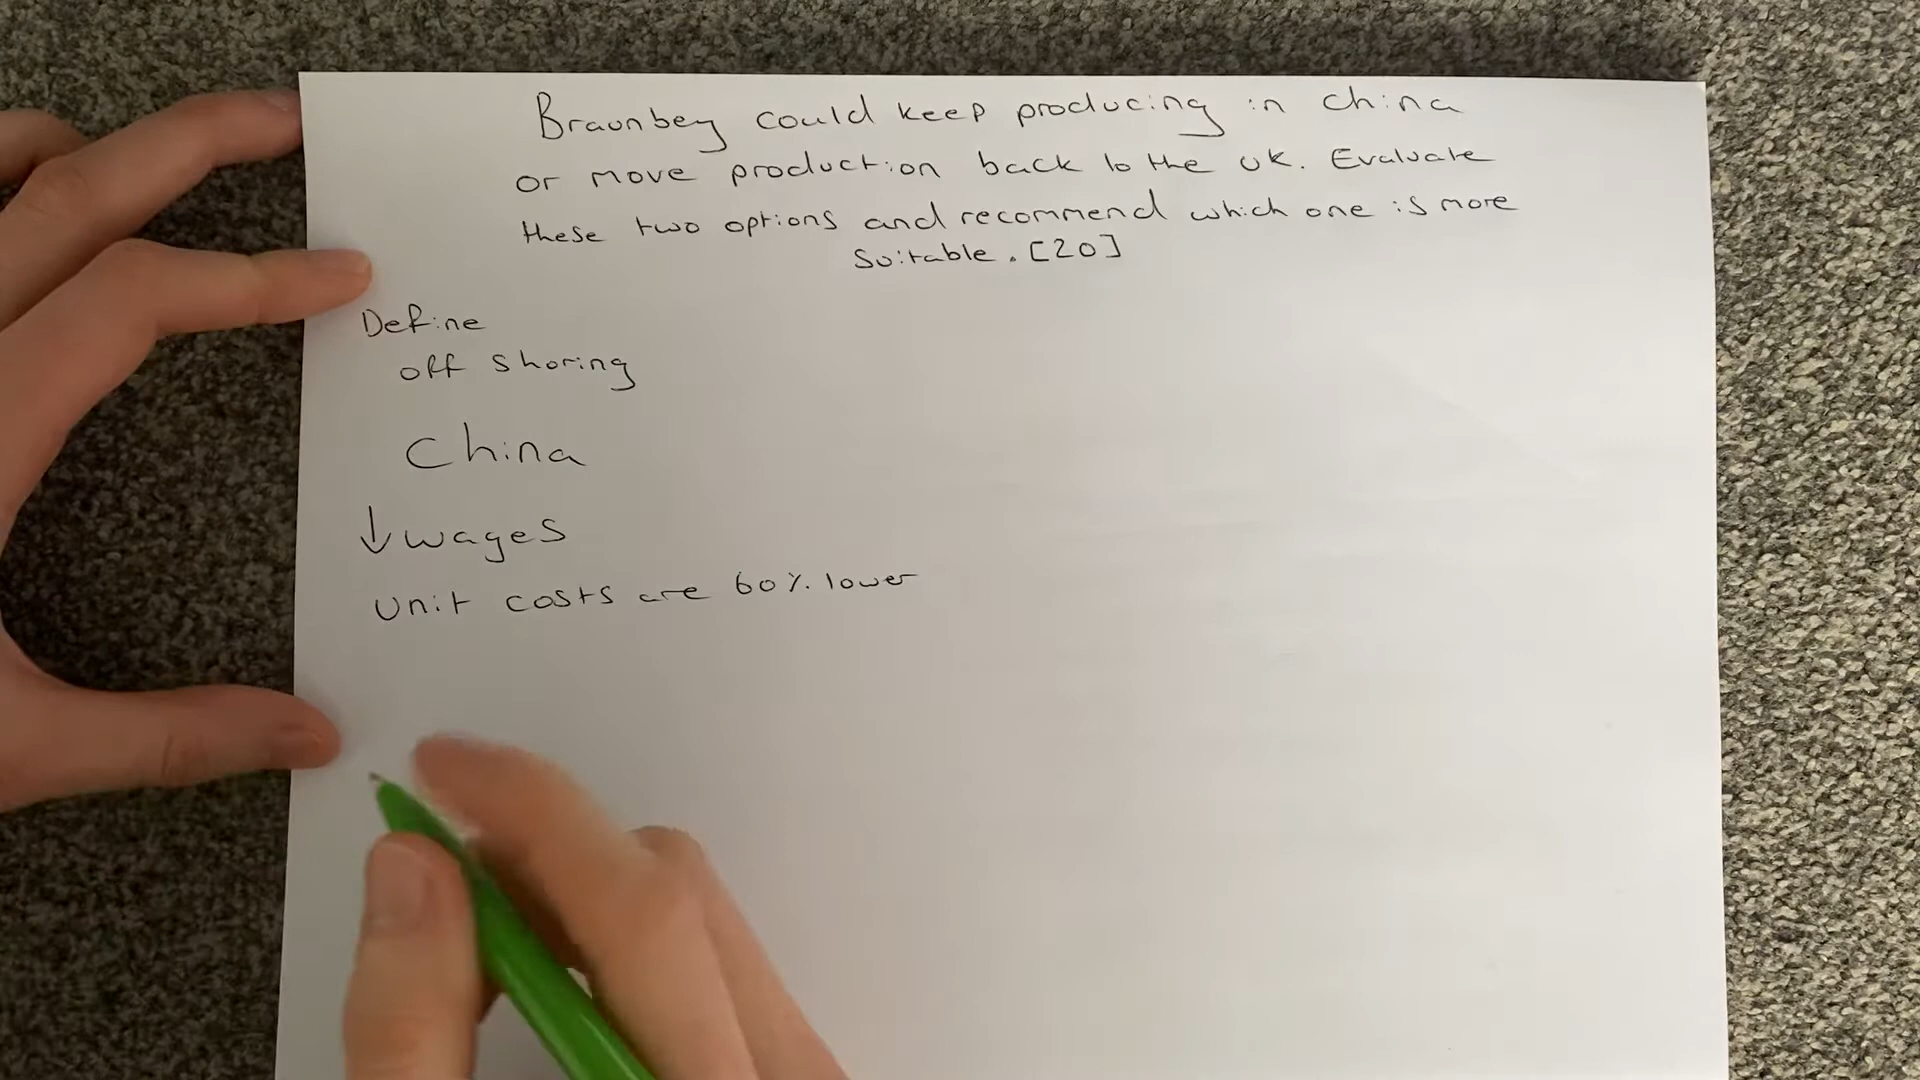 Braunbey could keep producing in china
or move production back to the UK. Evaluate
these two options and recommend which one is more
suitable. [20]
Define
off shoring
China
↓ wages
Unit costs are 60% lower